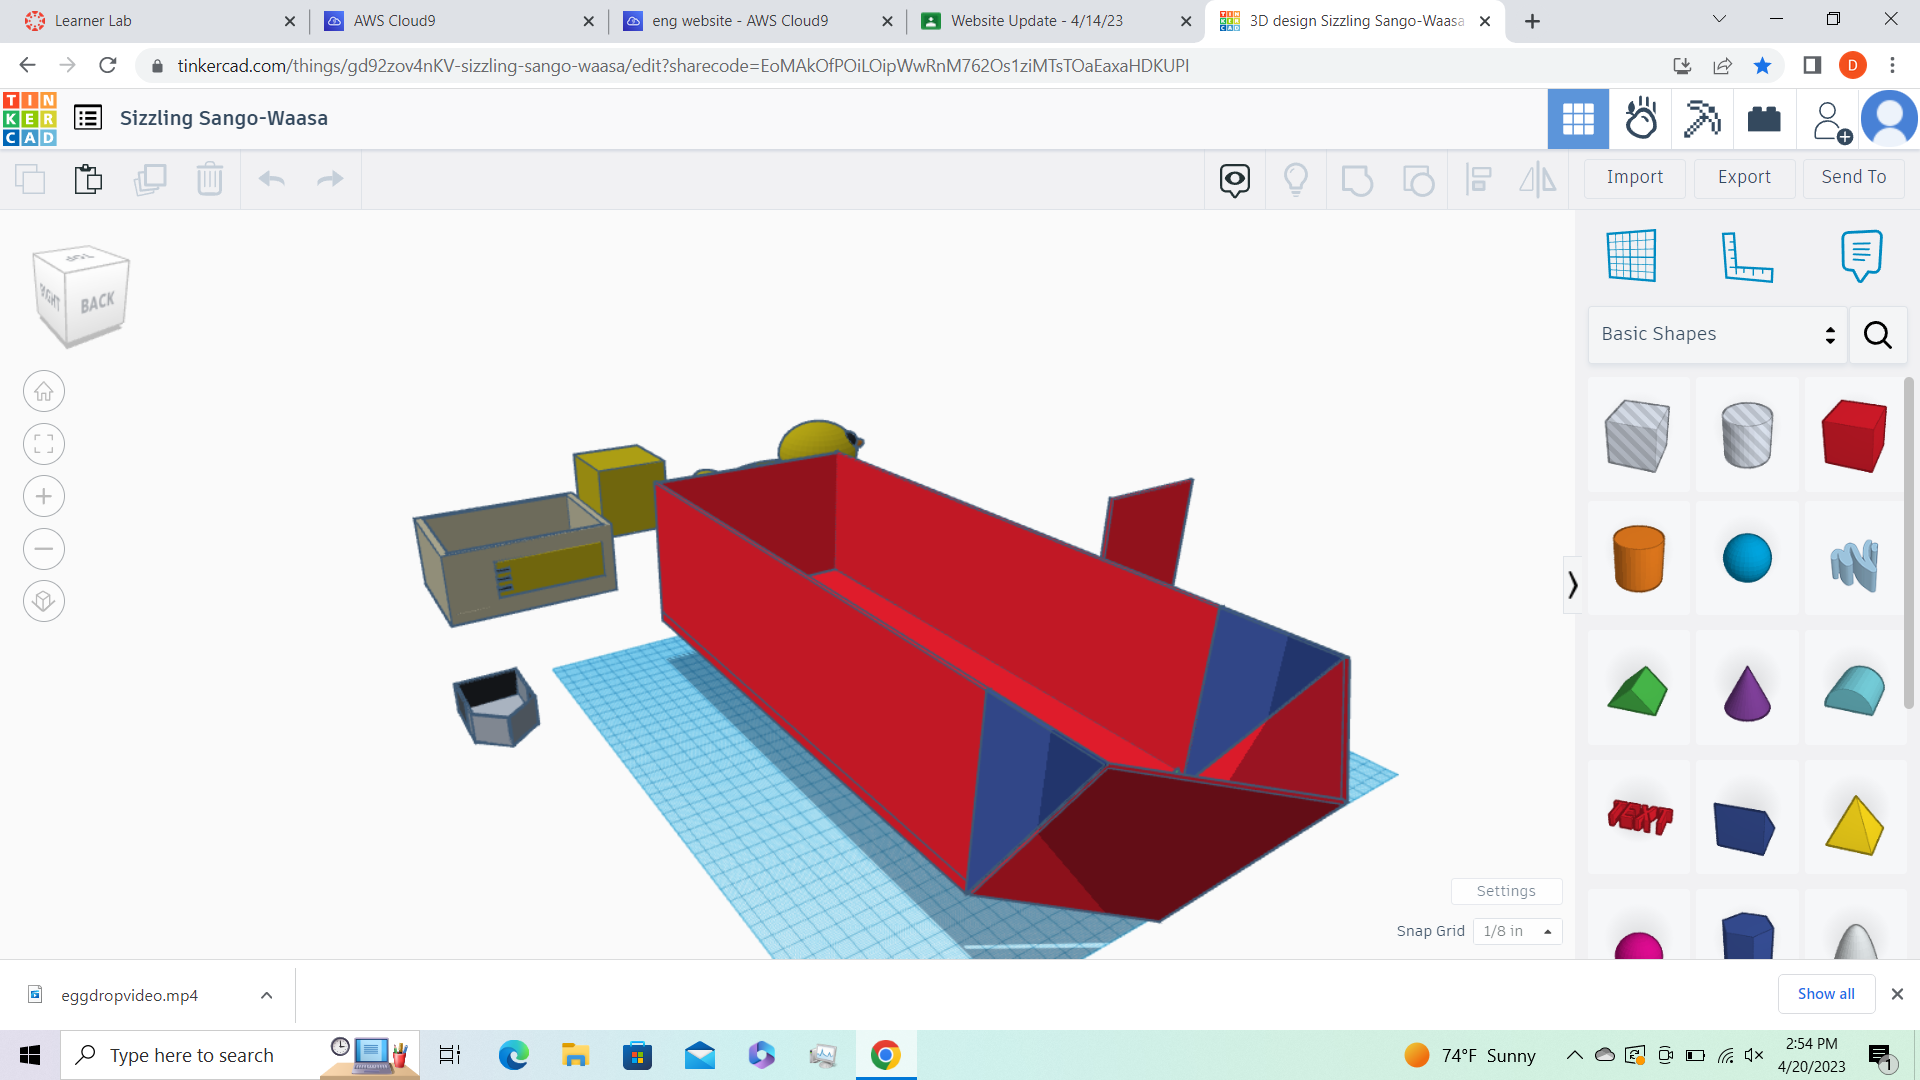 Learner Lab
AWS Cloud9
eng website - AWS Cloud9
Website Update - 4/14/23
3D design Sizzling Sango-Waasa
tinkercad.com/things/gd92zov4nKV-sizzling-sango-waasa/edit?sharecode=EoMAkOfPOiLOipWwRnM762Os1ziMTsTOaEaxaHDKUPI
D
TIN
KER
CAD
Sizzling Sango-Waasa
Import
Export
Send To
TOP
RIGHT
BACK
Basic Shapes
TEXT
Settings
Snap Grid
1/8 in
eggdropvideo.mp4
Show all
Type here to search
74°F Sunny
2:54 PM
4/20/2023
1